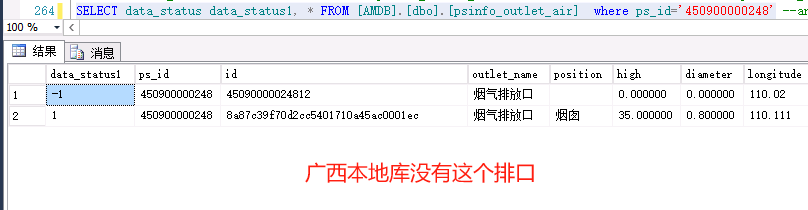 264 SELECT data_status data_status1, * FROM [AMDB].[dbo].[psinfo_outlet_air] where ps_id='450900000248' --an
100 %
结果 消息
data_status1 ps_id id outlet_name position high diameter longitude
1 -1 450900000248 45090000024812 烟气排放口 0.000000 0.000000 110.02
2 1 450900000248 8a87c39f70d2cc5401710a45ac0001ec 烟气排放口 烟囱 35.000000 0.800000 110.111
广西本地库没有这个排口